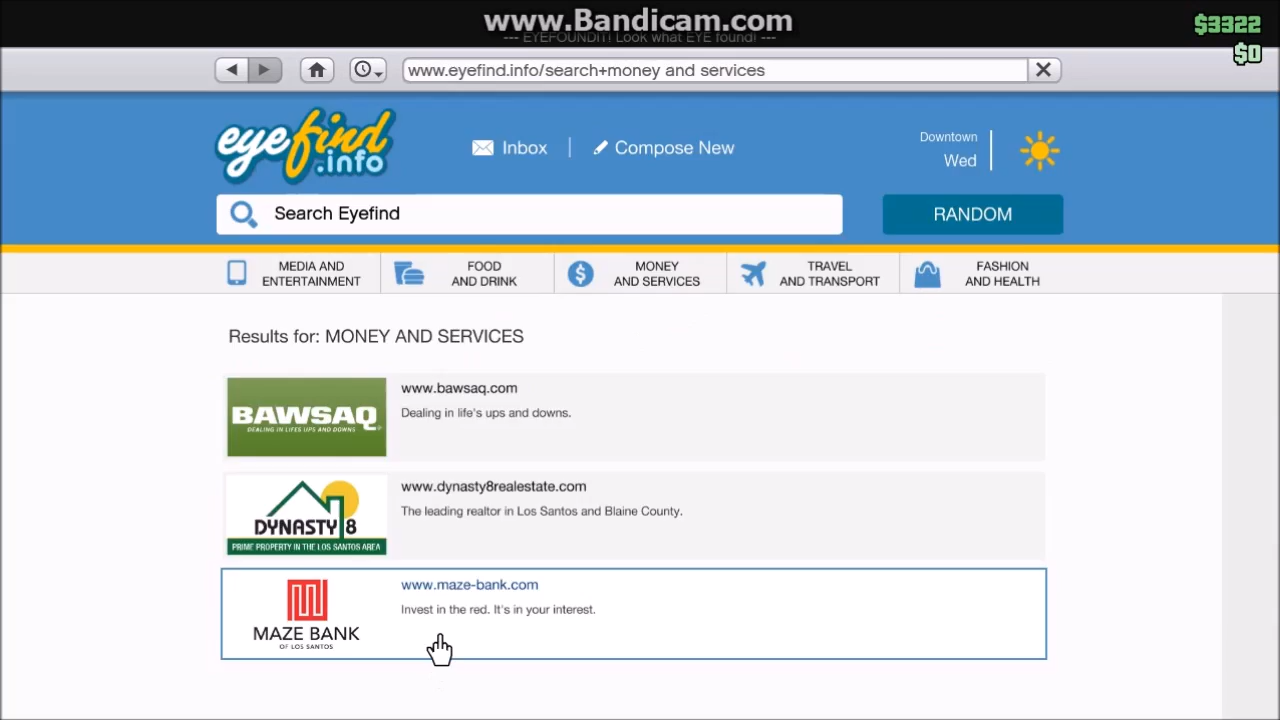 www.Bandicam.com
--- EYEFOUNDIT! Look what EYE found! ---
$3322
$0
www.eyefind.info/search+money and services
eyefind
.info
Inbox
Compose New
Downtown
Wed
Search Eyefind
RANDOM
MEDIA AND
ENTERTAINMENT
FOOD
AND DRINK
MONEY
AND SERVICES
TRAVEL
AND TRANSPORT
FASHION
AND HEALTH
Results for: MONEY AND SERVICES
BAWSAQ
DEALING IN LIFES UPS AND DOWNS
www.bawsaq.com
Dealing in life's ups and downs.
DYNASTY 8
PRIME PROPERTY IN THE LOS SANTOS AREA
www.dynasty8realestate.com
The leading realtor in Los Santos and Blaine County.
MAZE BANK
OF LOS SANTOS
www.maze-bank.com
Invest in the red. It's in your interest.